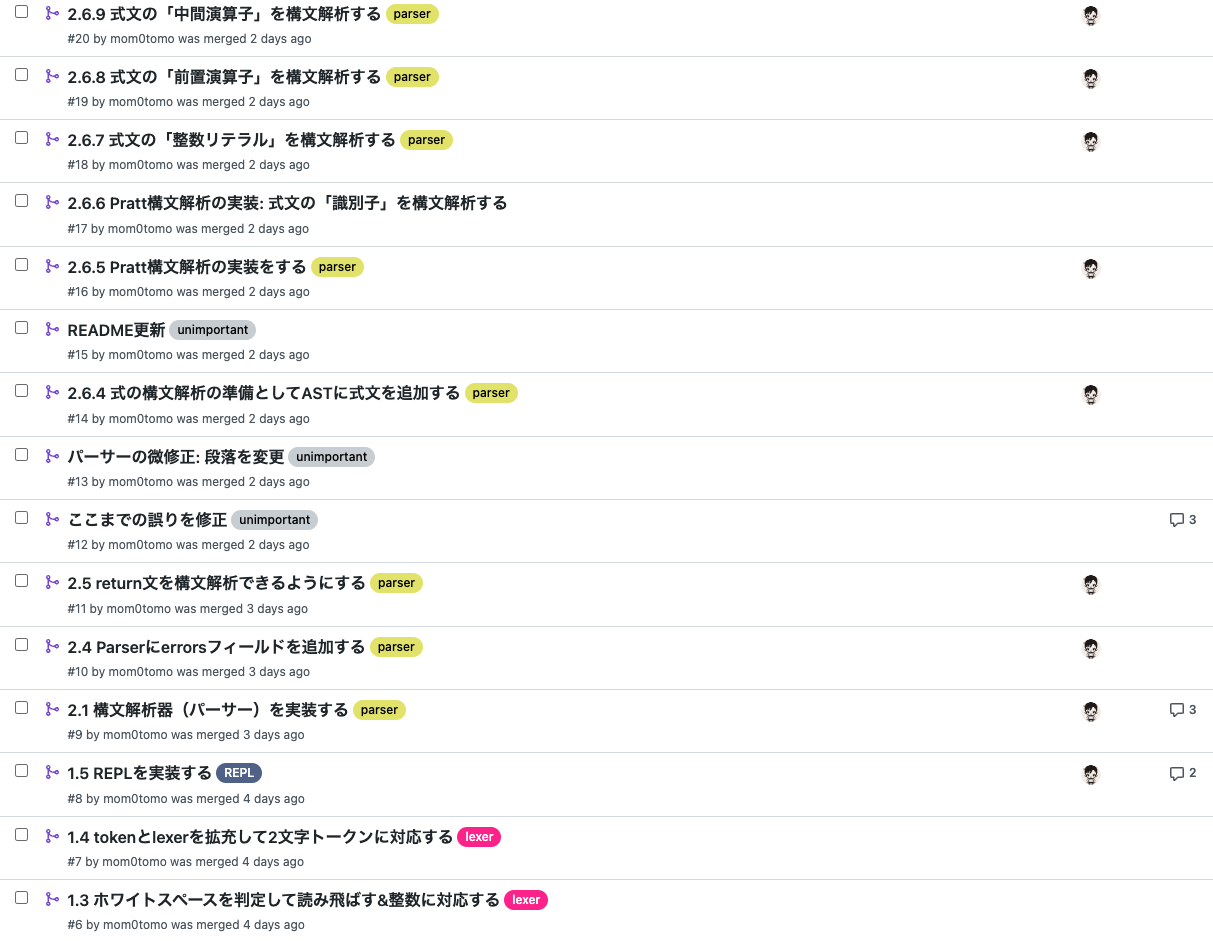 2.6.9 式文の「中間演算子」を構文解析する parser
#20 by mom0tomo was merged 2 days ago
2.6.8 式文の「前置演算子」を構文解析する parser
#19 by mom0tomo was merged 2 days ago
2.6.7 式文の「整数リテラル」を構文解析する parser
#18 by mom0tomo was merged 2 days ago
2.6.6 Pratt構文解析の実装: 式文の「識別子」を構文解析する
#17 by mom0tomo was merged 2 days ago
2.6.5 Pratt構文解析の実装をする parser
#16 by mom0tomo was merged 2 days ago
README更新 unimportant
#15 by mom0tomo was merged 2 days ago
2.6.4 式の構文解析の準備としてASTに式文を追加する parser
#14 by mom0tomo was merged 2 days ago
パーサーの微修正: 段落を変更 unimportant
#13 by mom0tomo was merged 2 days ago
ここまでの誤りを修正 unimportant 3
#12 by mom0tomo was merged 2 days ago
2.5 return文を構文解析できるようにする parser
#11 by mom0tomo was merged 3 days ago
2.4 Parserにerrorsフィールドを追加する parser
#10 by mom0tomo was merged 3 days ago
2.1 構文解析器（パーサー）を実装する parser 3
#9 by mom0tomo was merged 3 days ago
1.5 REPLを実装する REPL 2
#8 by mom0tomo was merged 4 days ago
1.4 tokenとlexerを拡充して2文字トークンに対応する lexer
#7 by mom0tomo was merged 4 days ago
1.3 ホワイトスペースを判定して読み飛ばす&整数に対応する lexer
#6 by mom0tomo was merged 4 days ago